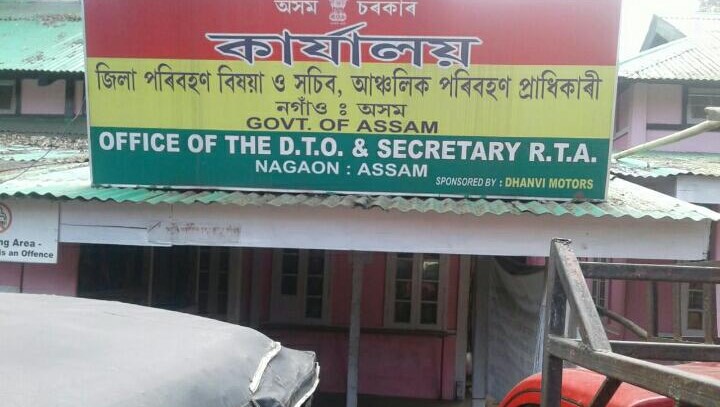 অসম চৰকাৰ
কাৰ্য্যালয়
জিলা পৰিবহণ বিষয়া ও সচিব, আঞ্চলিক পৰিবহণ প্ৰাধিকাৰী
নগাঁও ঃ অসম
GOVT. OF ASSAM
OFFICE OF THE D.T.O. & SECRETARY R.T.A.
NAGAON : ASSAM
SPONSORED BY : DHANVI MOTORS
ng Area -
is an Offence